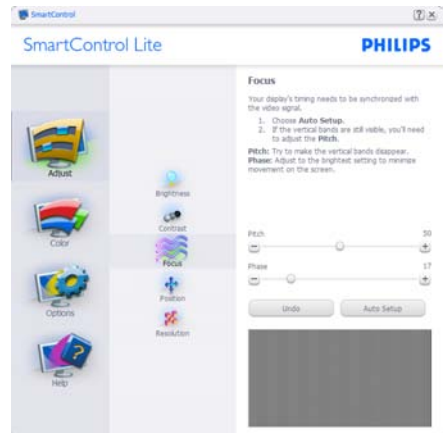 SmartControl
SmartControl Lite
PHILIPS
Adjust
Color
Options
Help
Brightness
Contrast
Focus
Position
Resolution
Focus
Your display's timing needs to be synchronized with
the video signal.
1. Choose Auto Setup.
2. If the vertical bands are still visible, you'll need
to adjust the Pitch.
Pitch: Try to make the vertical bands disappear.
Phase: Adjust to the brightest setting to minimize
movement on the screen.
Pitch 50
Phase 17
Undo Auto Setup